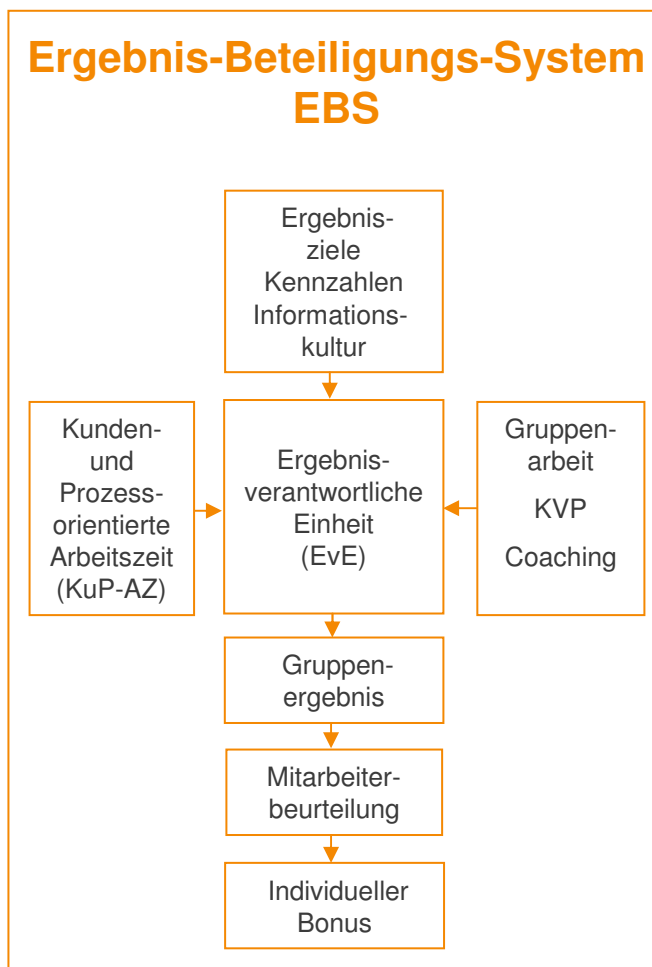 Ergebnis-Beteiligungs-System
EBS
Ergebnis-
ziele
Kennzahlen
Informations-
kultur
Kunden-
und
Prozess-
orientierte
Arbeitszeit
(KuP-AZ)
Ergebnis-
verantwortliche
Einheit
(EvE)
Gruppen-
arbeit
KVP
Coaching
Gruppen-
ergebnis
Mitarbeiter-
beurteilung
Individueller
Bonus